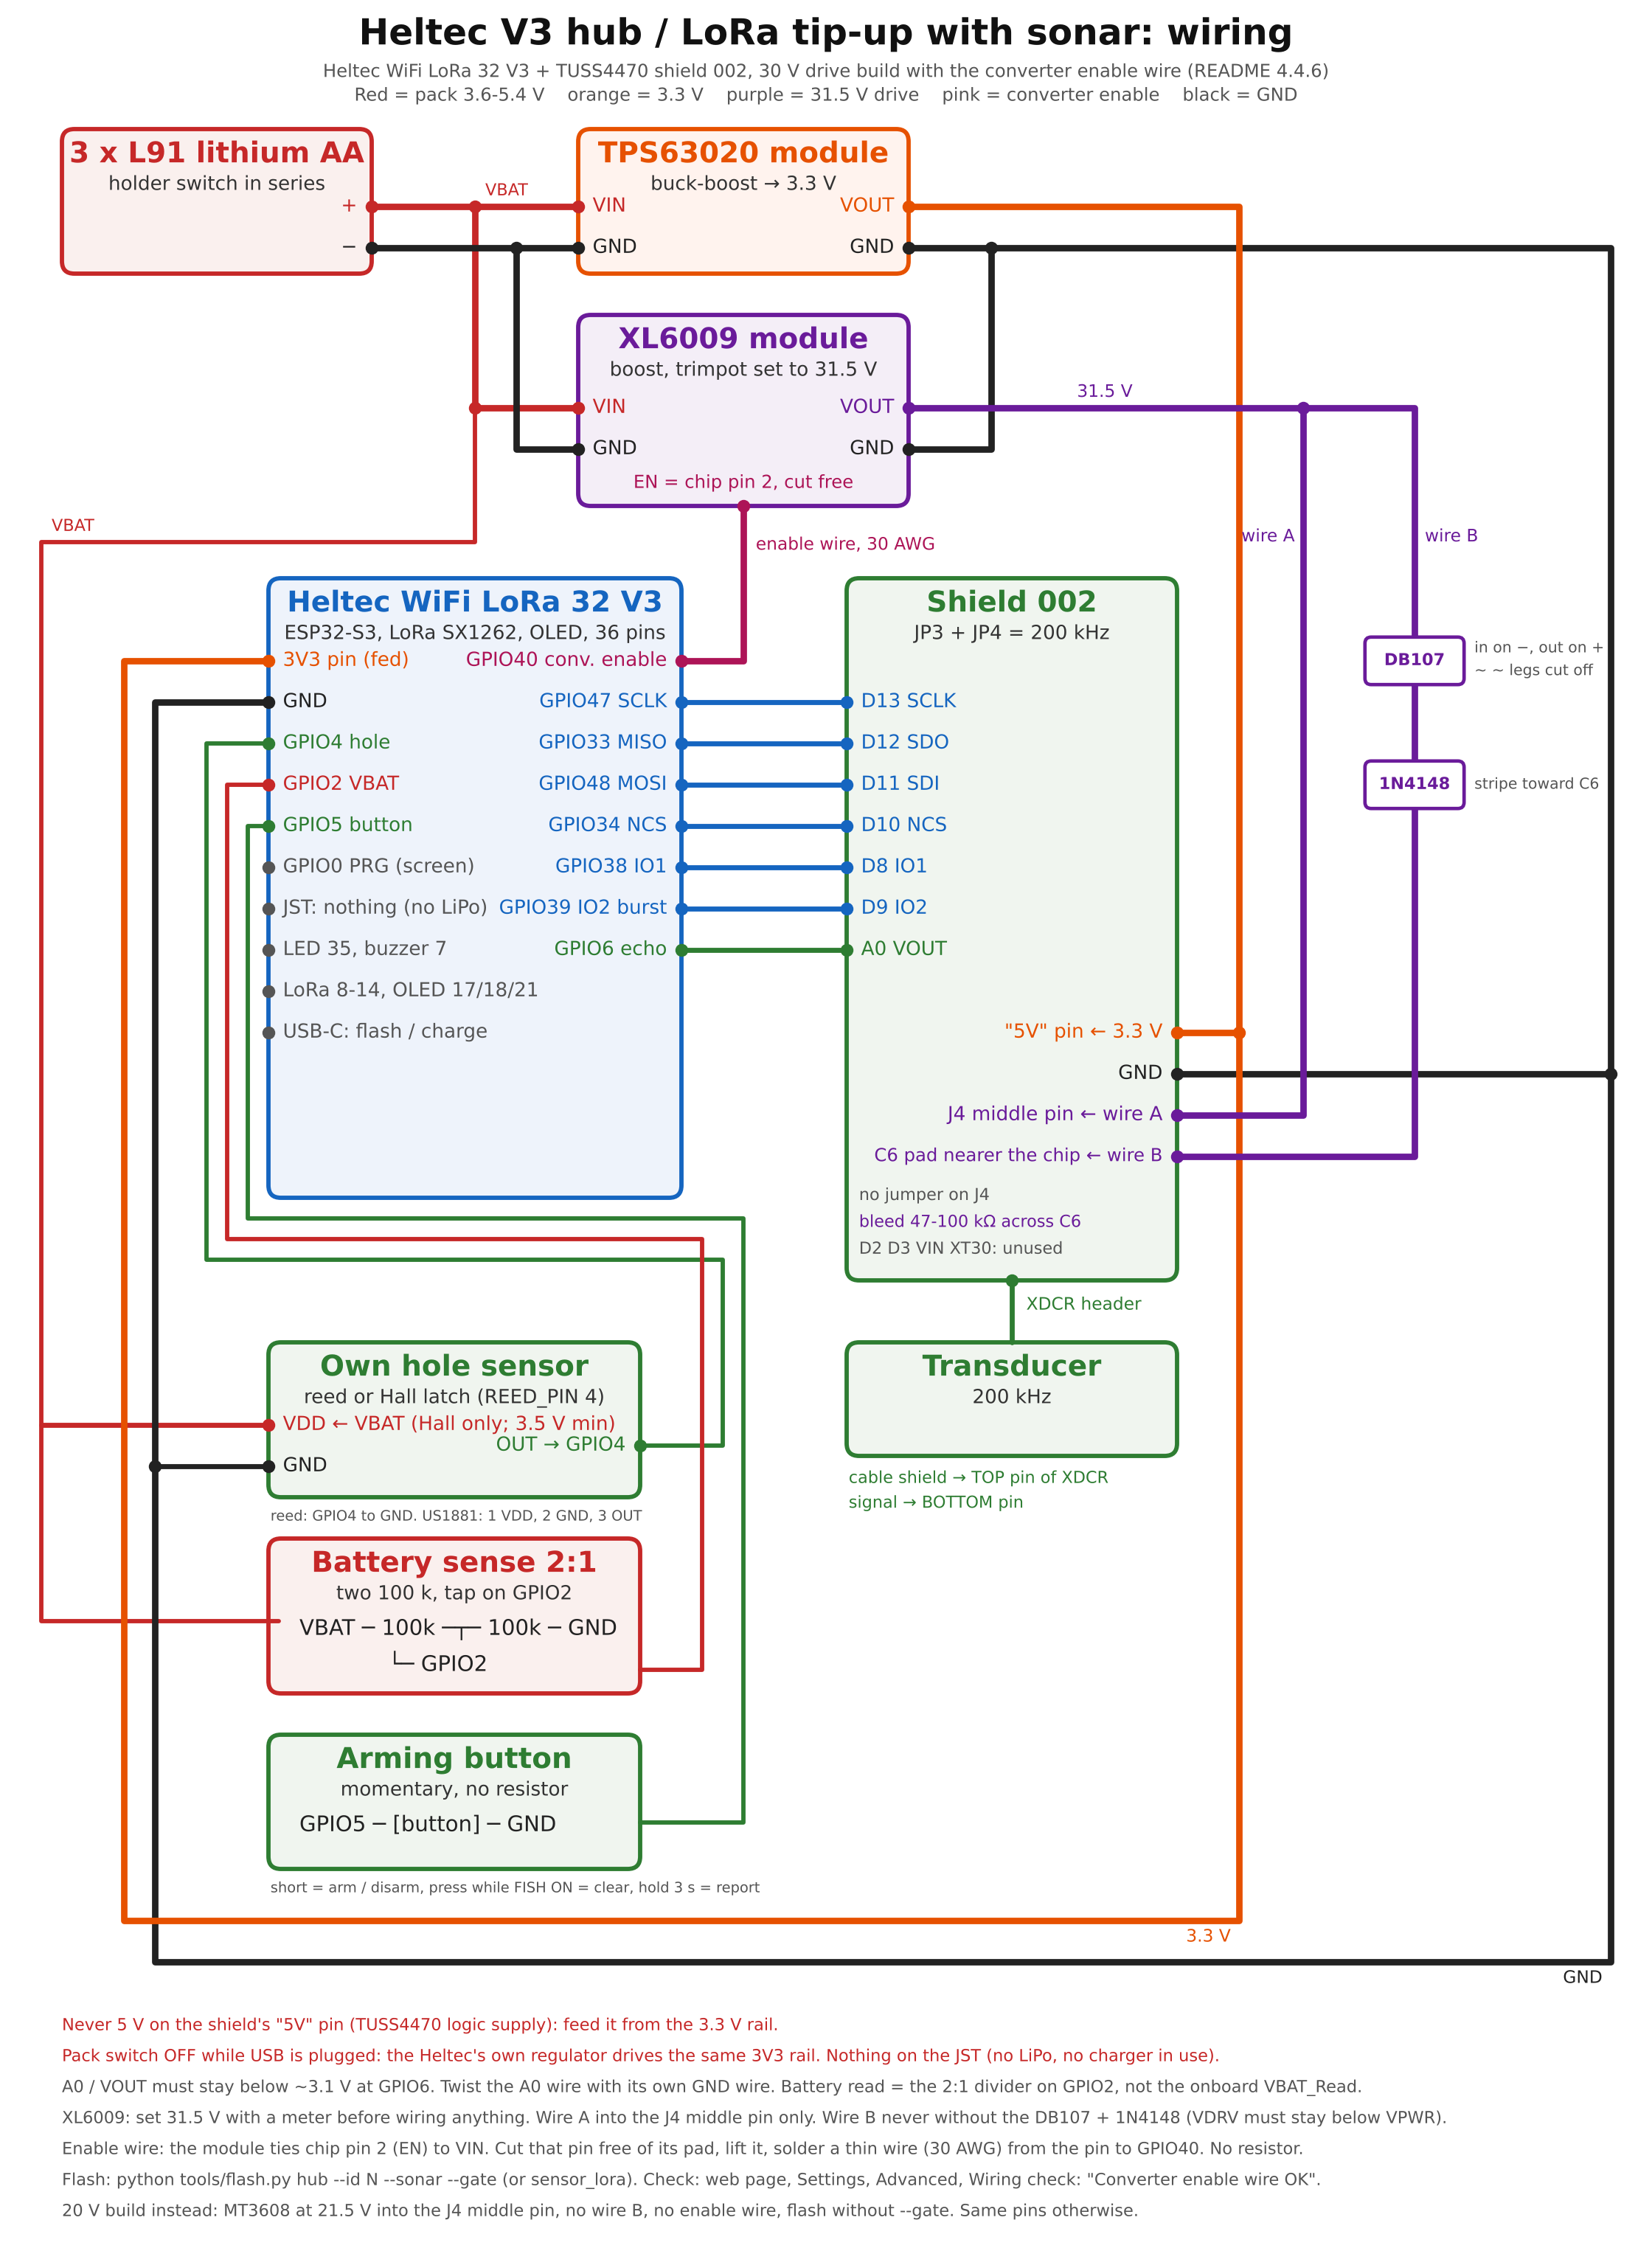 Heltec V3 hub / LoRa tip-up with sonar: wiring
Heltec WiFi LoRa 32 V3 + TUSS4470 shield 002, 30 V drive build with the converter enable wire (README 4.4.6)
Red = pack 3.6-5.4 V    orange = 3.3 V    purple = 31.5 V drive    pink = converter enable    black = GND
3 x L91 lithium AA
holder switch in series
+
−
VBAT
TPS63020 module
buck-boost → 3.3 V
VIN
VOUT
GND
GND
XL6009 module
boost, trimpot set to 31.5 V
VIN
VOUT
GND
GND
EN = chip pin 2, cut free
31.5 V
VBAT
enable wire, 30 AWG
wire A
wire B
Heltec WiFi LoRa 32 V3
ESP32-S3, LoRa SX1262, OLED, 36 pins
3V3 pin (fed)
GPIO40 conv. enable
GND
GPIO47 SCLK
GPIO4 hole
GPIO33 MISO
GPIO2 VBAT
GPIO48 MOSI
GPIO5 button
GPIO34 NCS
GPIO0 PRG (screen)
GPIO38 IO1
JST: nothing (no LiPo)
GPIO39 IO2 burst
LED 35, buzzer 7
GPIO6 echo
LoRa 8-14, OLED 17/18/21
USB-C: flash / charge
Shield 002
JP3 + JP4 = 200 kHz
D13 SCLK
D12 SDO
D11 SDI
D10 NCS
D8 IO1
D9 IO2
A0 VOUT
"5V" pin ← 3.3 V
GND
J4 middle pin ← wire A
C6 pad nearer the chip ← wire B
no jumper on J4
bleed 47-100 kΩ across C6
D2 D3 VIN XT30: unused
DB107
in on −, out on +
~ ~ legs cut off
1N4148
stripe toward C6
XDCR header
Transducer
200 kHz
cable shield → TOP pin of XDCR
signal → BOTTOM pin
Own hole sensor
reed or Hall latch (REED_PIN 4)
VDD ← VBAT (Hall only; 3.5 V min)
OUT → GPIO4
GND
reed: GPIO4 to GND. US1881: 1 VDD, 2 GND, 3 OUT
Battery sense 2:1
two 100 k, tap on GPIO2
VBAT ─ 100k ─┬─ 100k ─ GND
└─ GPIO2
Arming button
momentary, no resistor
GPIO5 ─ [button] ─ GND
short = arm / disarm, press while FISH ON = clear, hold 3 s = report
3.3 V
GND
Never 5 V on the shield's "5V" pin (TUSS4470 logic supply): feed it from the 3.3 V rail.
Pack switch OFF while USB is plugged: the Heltec's own regulator drives the same 3V3 rail. Nothing on the JST (no LiPo, no charger in use).
A0 / VOUT must stay below ~3.1 V at GPIO6. Twist the A0 wire with its own GND wire. Battery read = the 2:1 divider on GPIO2, not the onboard VBAT_Read.
XL6009: set 31.5 V with a meter before wiring anything. Wire A into the J4 middle pin only. Wire B never without the DB107 + 1N4148 (VDRV must stay below VPWR).
Enable wire: the module ties chip pin 2 (EN) to VIN. Cut that pin free of its pad, lift it, solder a thin wire (30 AWG) from the pin to GPIO40. No resistor.
Flash: python tools/flash.py hub --id N --sonar --gate (or sensor_lora). Check: web page, Settings, Advanced, Wiring check: "Converter enable wire OK".
20 V build instead: MT3608 at 21.5 V into the J4 middle pin, no wire B, no enable wire, flash without --gate. Same pins otherwise.